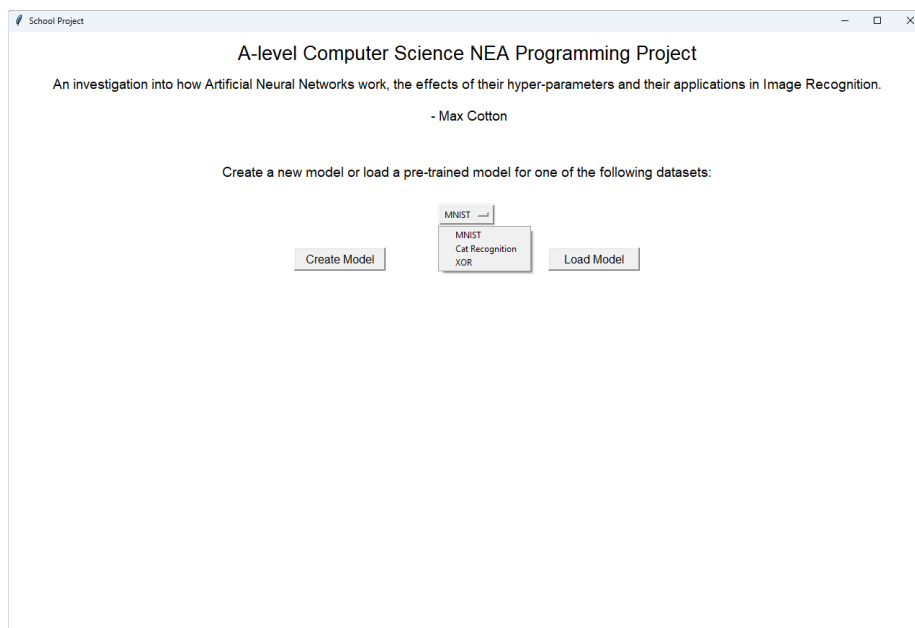 School Project
A-level Computer Science NEA Programming Project
An investigation into how Artificial Neural Networks work, the effects of their hyper-parameters and their applications in Image Recognition.
- Max Cotton
Create a new model or load a pre-trained model for one of the following datasets:
MNIST
MNIST
Cat Recognition
XOR
Create Model
Load Model